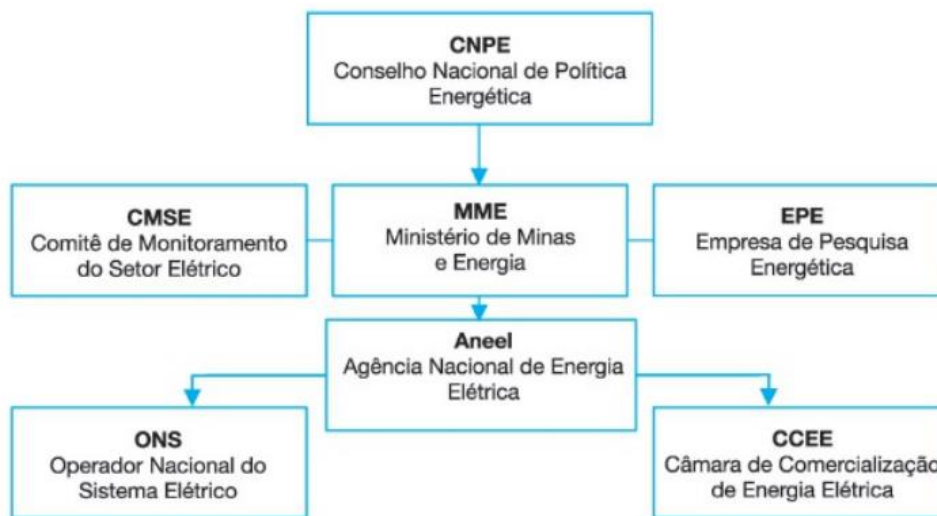 CNPE
Conselho Nacional de Política
Energética
CMSE
Comitê de Monitoramento
do Setor Elétrico
MME
Ministério de Minas
e Energia
EPE
Empresa de Pesquisa
Energética
Aneel
Agência Nacional de Energia
Elétrica
ONS
Operador Nacional do
Sistema Elétrico
CCEE
Câmara de Comercialização
de Energia Elétrica